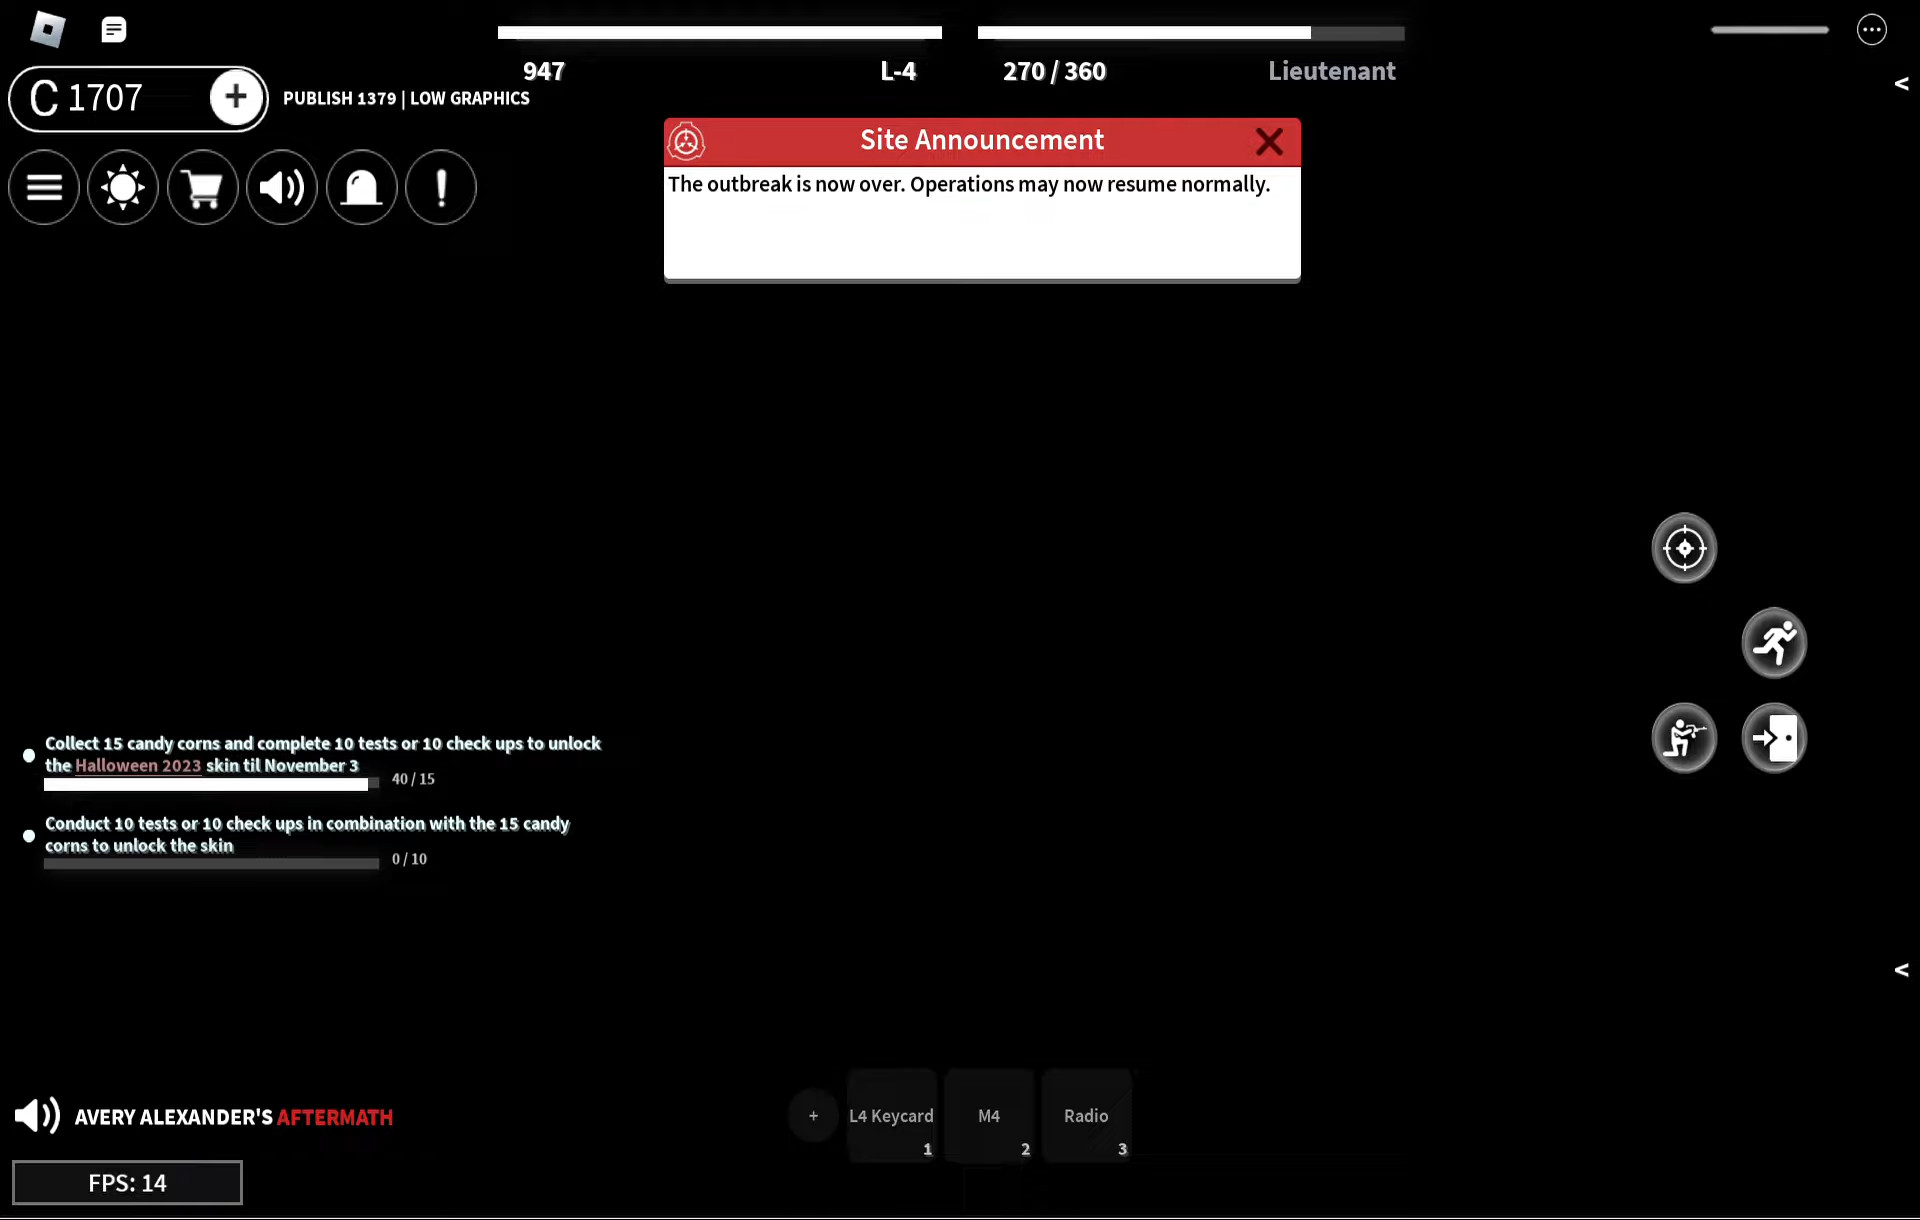 947
L-4
270 / 360
Lieutenant
C 1707
+
PUBLISH 1379 | LOW GRAPHICS
<
Site Announcement
The outbreak is now over. Operations may now resume normally.
Collect 15 candy corns and complete 10 tests or 10 check ups to unlock
the Halloween 2023 skin til November 3
40 / 15
Conduct 10 tests or 10 check ups in combination with the 15 candy
corns to unlock the skin
0 / 10
<
AVERY ALEXANDER'S AFTERMATH
+
L4 Keycard
1
M4
2
Radio
3
FPS: 14